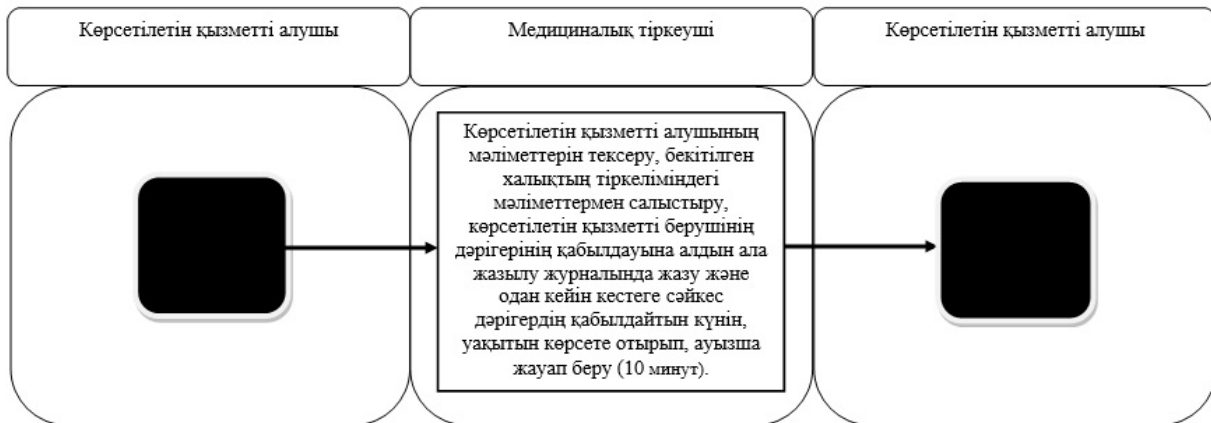 Көрсетілетін қызметті алушы
Медициналық тіркеуші
Көрсетілетін қызметті алушы
Көрсетілетін қызметті алушының
мәліметтерін тексеру, бекітілген
халықтың тіркеліміндегі
мәліметтермен салыстыру,
көрсетілетін қызметті берушінің
дәрігерінің қабылдауына алдын ала
жазылу журналында жазу және
одан кейін кестеге сәйкес
дәрігердің қабылдайтын күнін,
уақытын көрсете отырып, ауызша
жауап беру (10 минут).